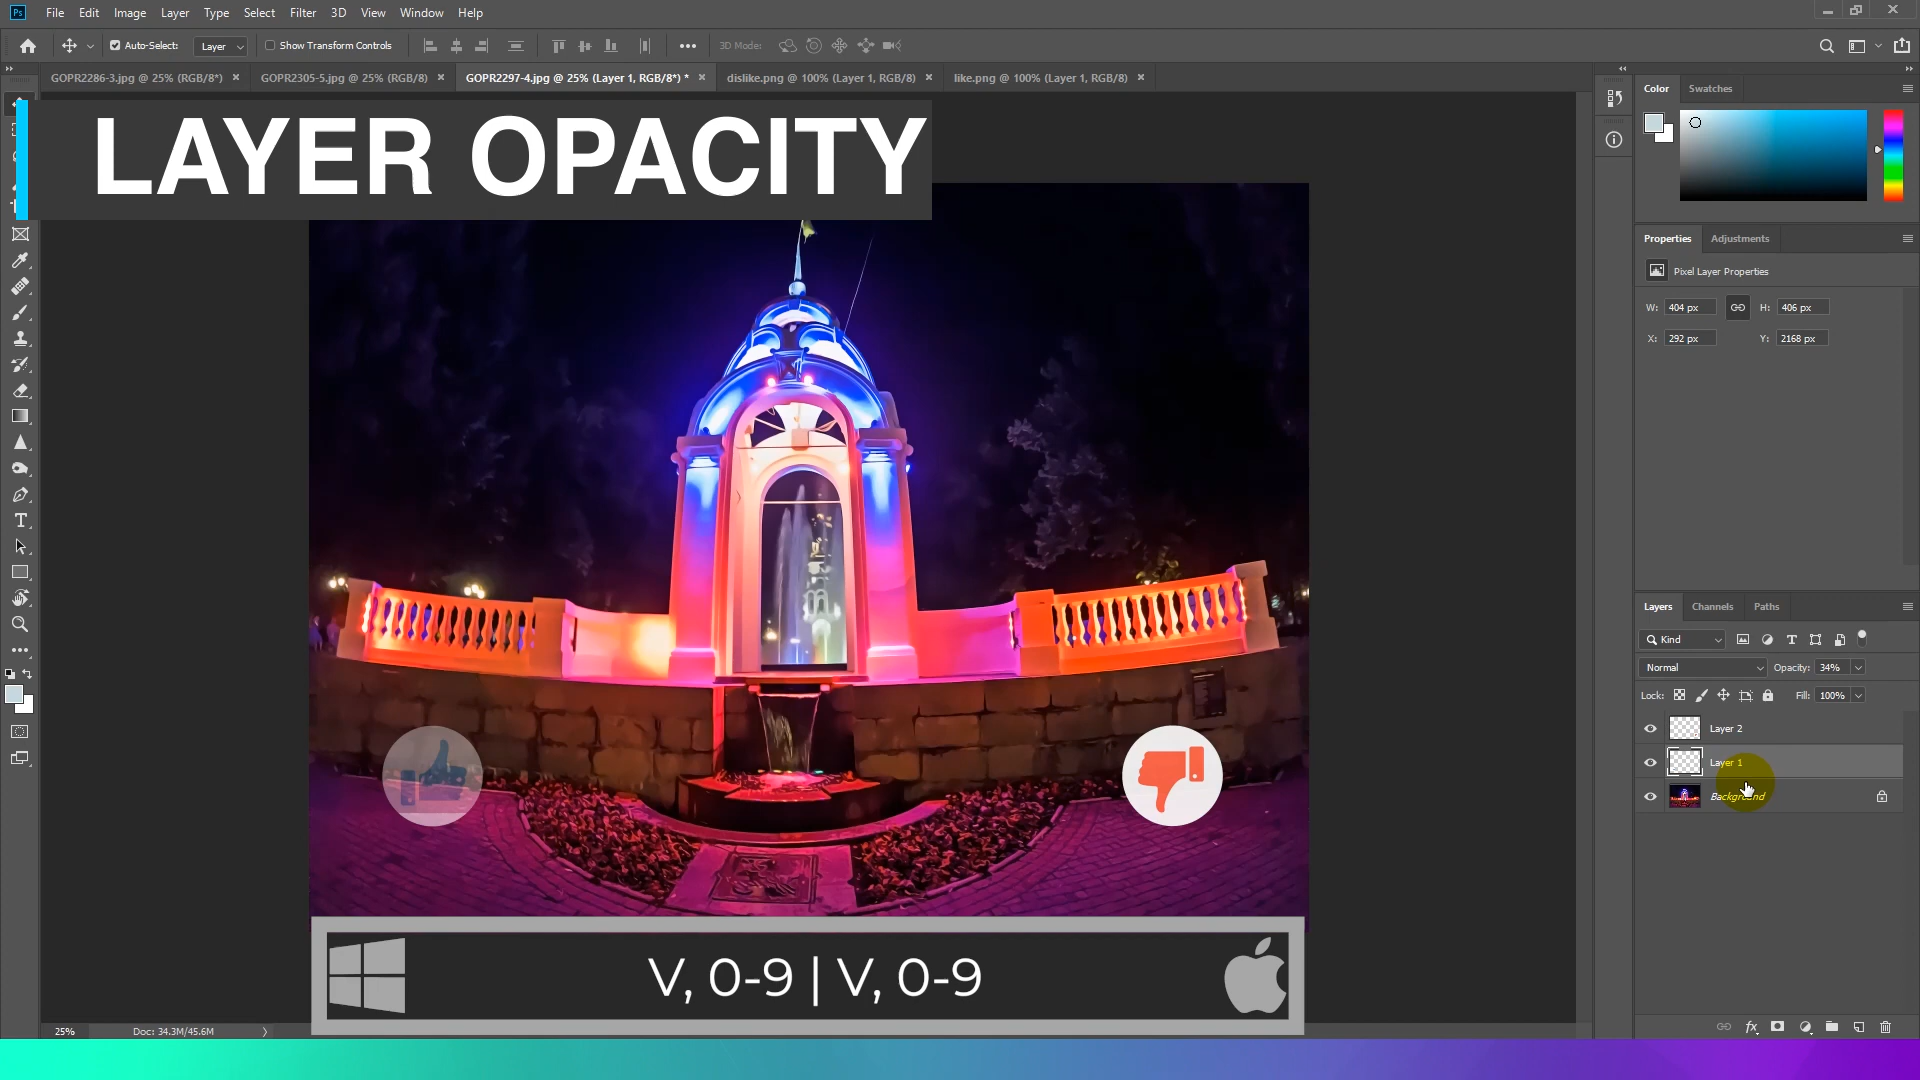 Ps File Edit Image Layer Type Select Filter 3D View Window Help
Auto-Select: Layer Show Transform Controls 3D Mode:
GOPR2286-3.jpg @ 25% (RGB/8*) GOPR2305-5.jpg @ 25% (RGB/8) GOPR2297-4.jpg @ 25% (Layer 1, RGB/8*) * dislike.png @ 100% (Layer 1, RGB/8) like.png @ 100% (Layer 1, RGB/8)
LAYER OPACITY
Color Swatches
Properties Adjustments
Pixel Layer Properties
W: 404 px H: 406 px
X: 292 px Y: 2168 px
Layers Channels Paths
Kind
Normal Opacity: 34%
Lock: Fill: 100%
Layer 2
Layer 1
Background
V, 0-9 | V, 0-9
25% Doc: 34.3M/45.6M